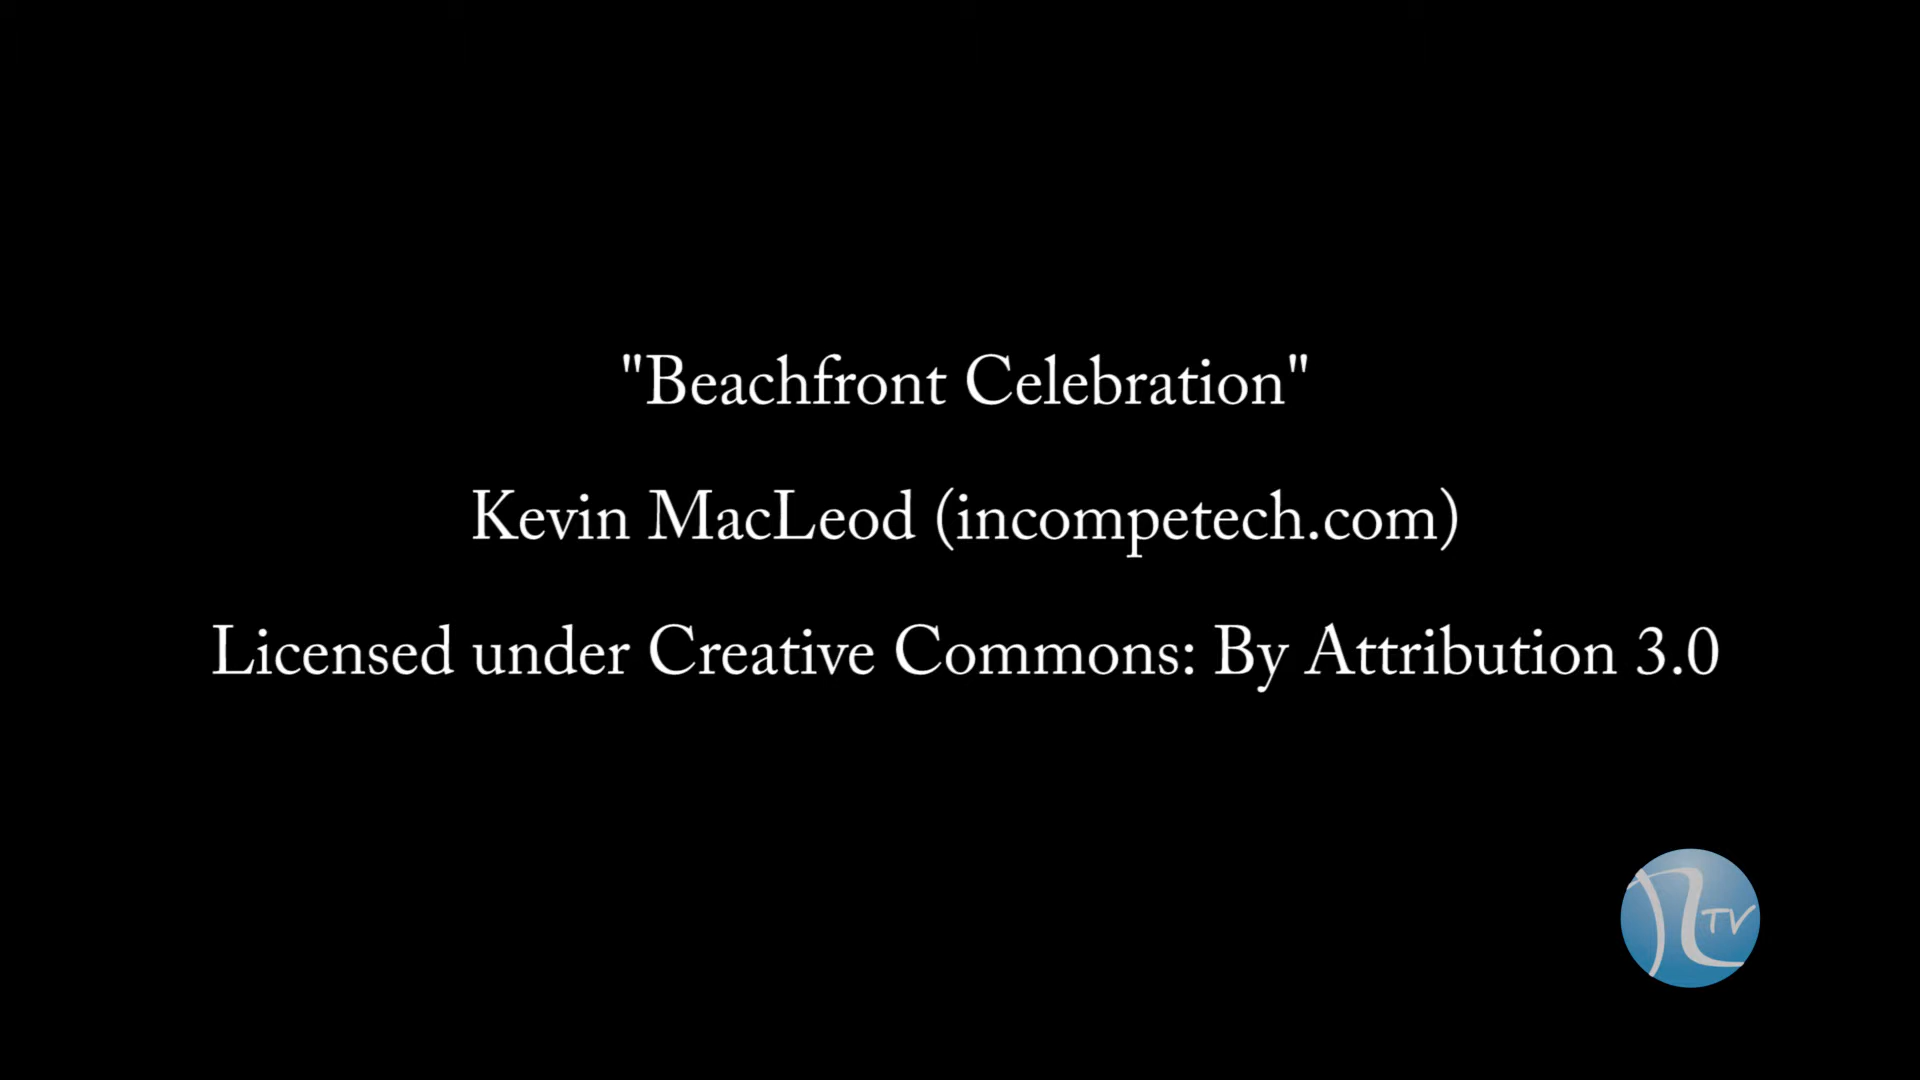 "Beachfront Celebration"
Kevin MacLeod (incompetech.com)
Licensed under Creative Commons: By Attribution 3.0
TV